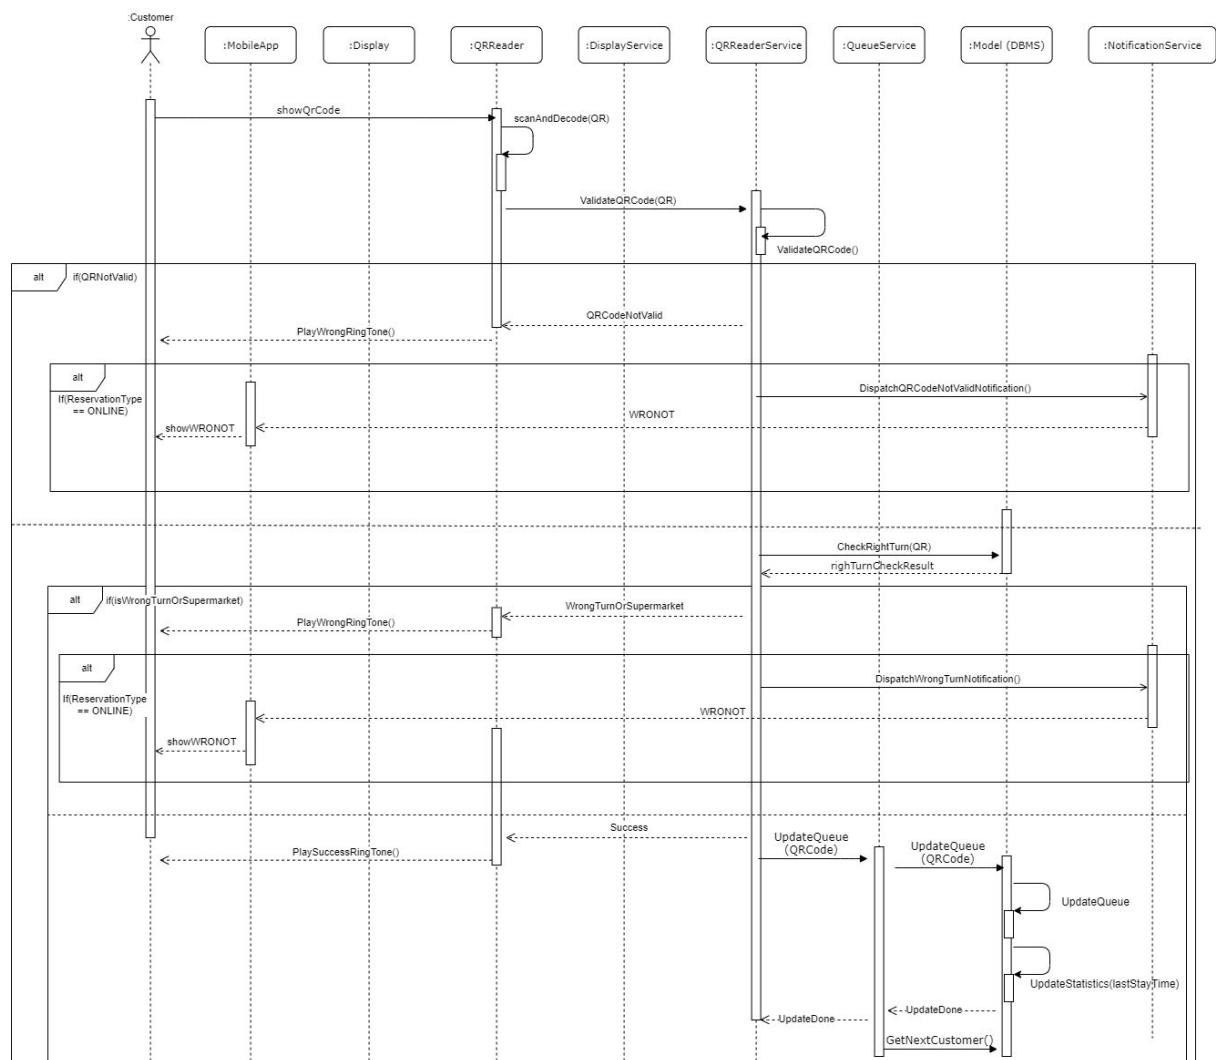 :Customer
:MobileApp
:Display
:QRReader
:DisplayService
:QRReaderService
:QueueService
:Model (DBMS)
:NotificationService
showQrCode
scanAndDecode(QR)
ValidateQRCode(QR)
ValidateQRCode()
alt
if(QRNotValid)
QRCodeNotValid
PlayWrongRingTone()
alt
If(ReservationType
== ONLINE)
DispatchQRCodeNotValidNotification()
WRONOT
showWRONOT
CheckRightTurn(QR)
righTurnCheckResult
alt
if(isWrongTurnOrSupermarket)
WrongTurnOrSupermarket
PlayWrongRingTone()
alt
If(ReservationType
== ONLINE)
DispatchWrongTurnNotification()
WRONOT
showWRONOT
Success
PlaySuccessRingTone()
UpdateQueue
(QRCode)
UpdateQueue
(QRCode)
UpdateQueue
UpdateStatistics(lastStayTime)
UpdateDone
UpdateDone
GetNextCustomer()